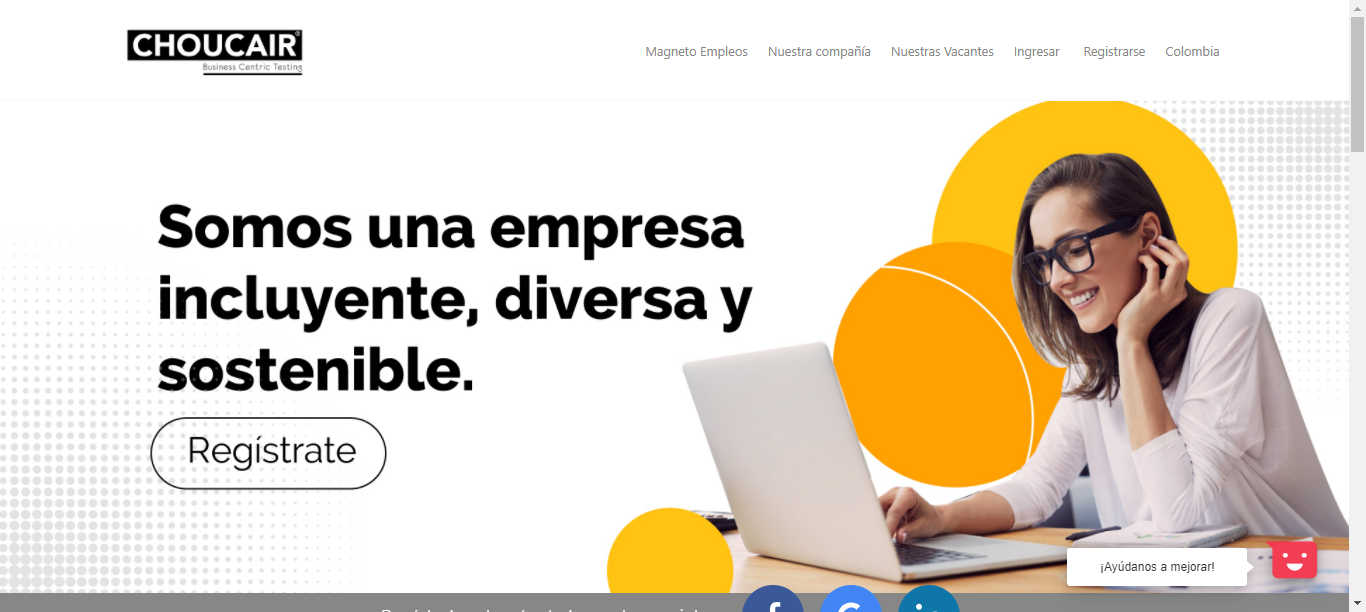 CHOUCAIR®
Business Centric Testing
Magneto Empleos Nuestra compañía Nuestras Vacantes Ingresar Registrarse Colombia
Somos una empresa
incluyente, diversa y
sostenible.
Regístrate
¡Ayúdanos a mejorar!